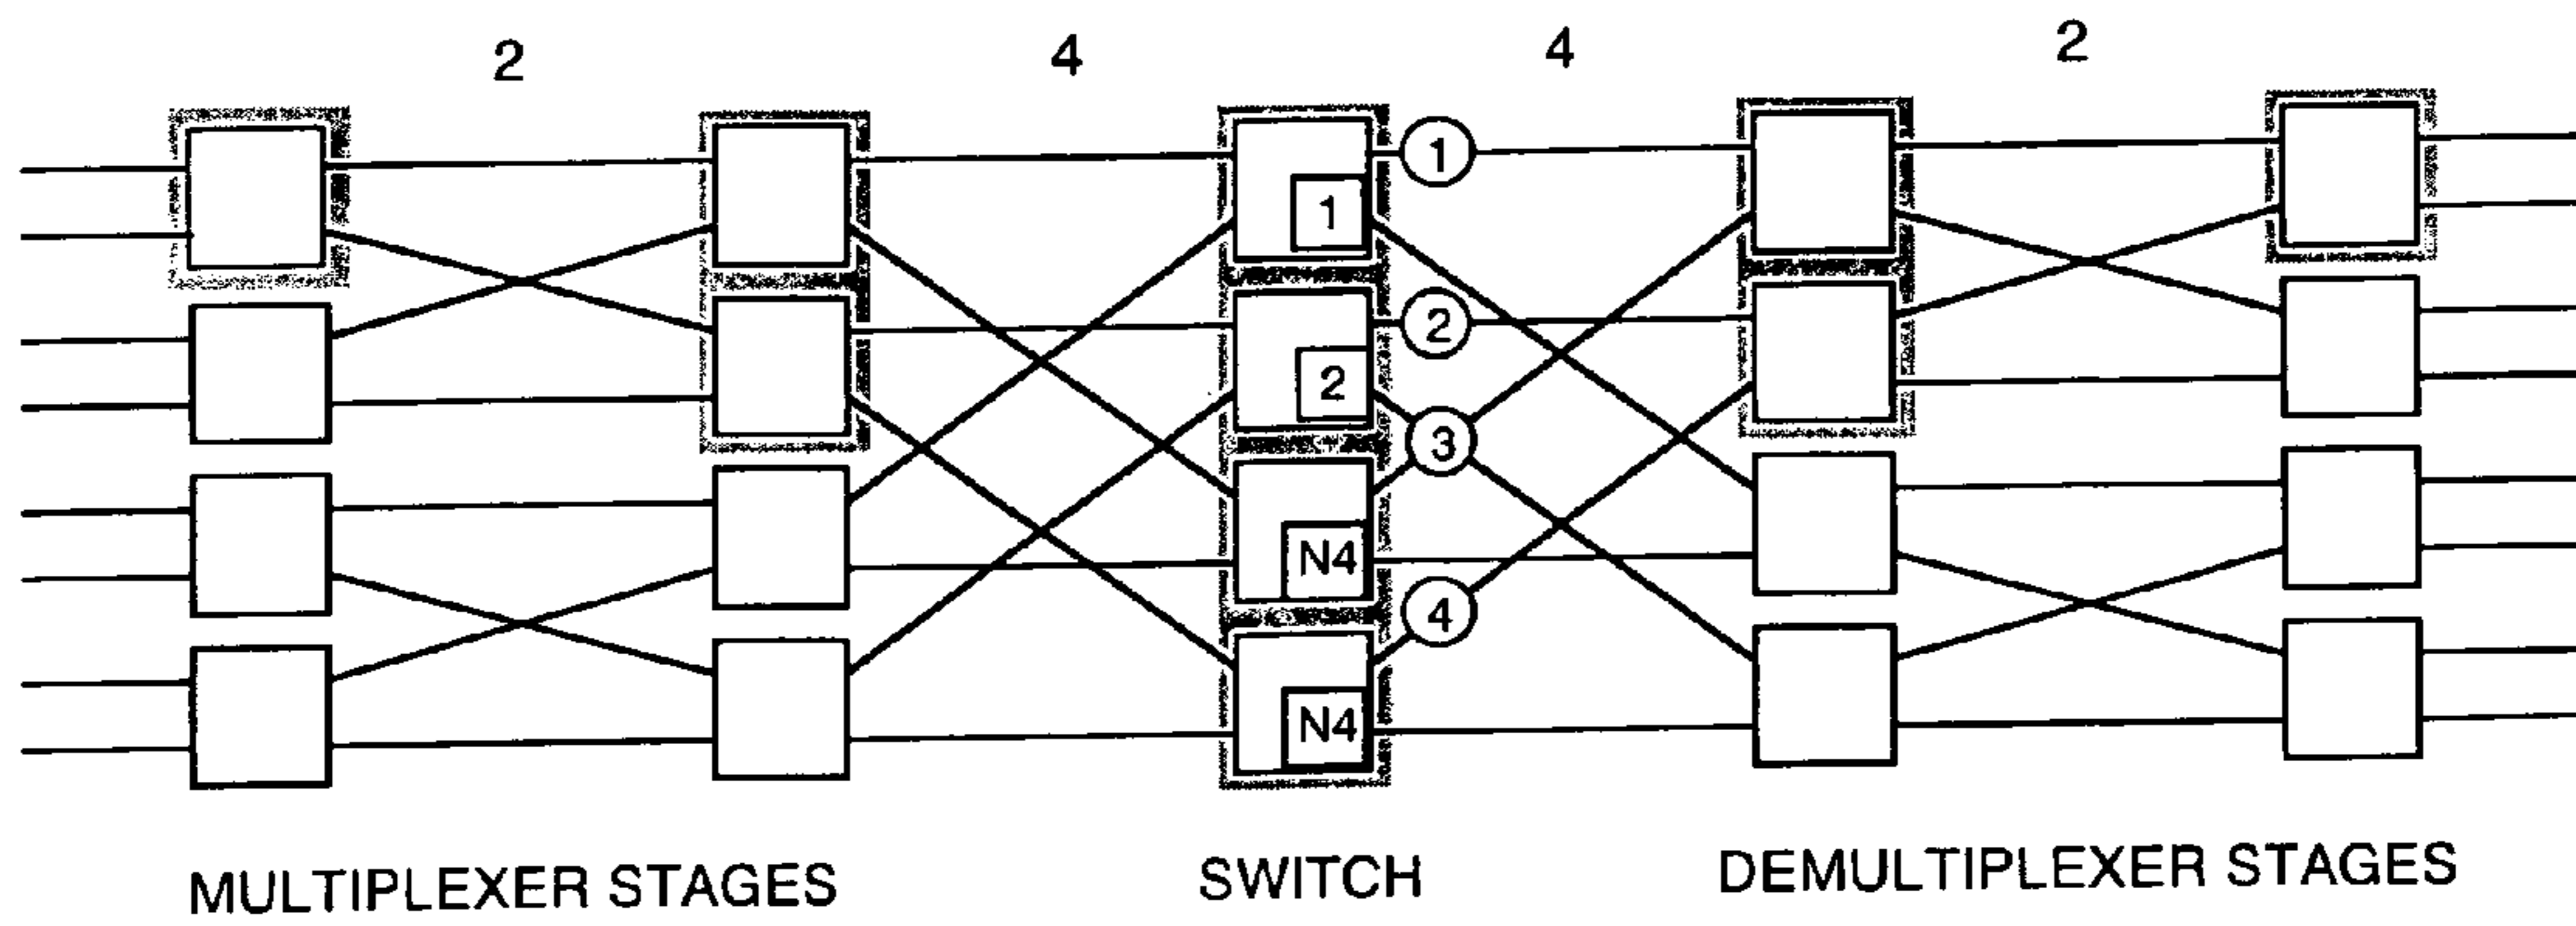 2 4 4 2
1
1
2
2
3
N4
4
N4
MULTIPLEXER STAGES SWITCH DEMULTIPLEXER STAGES